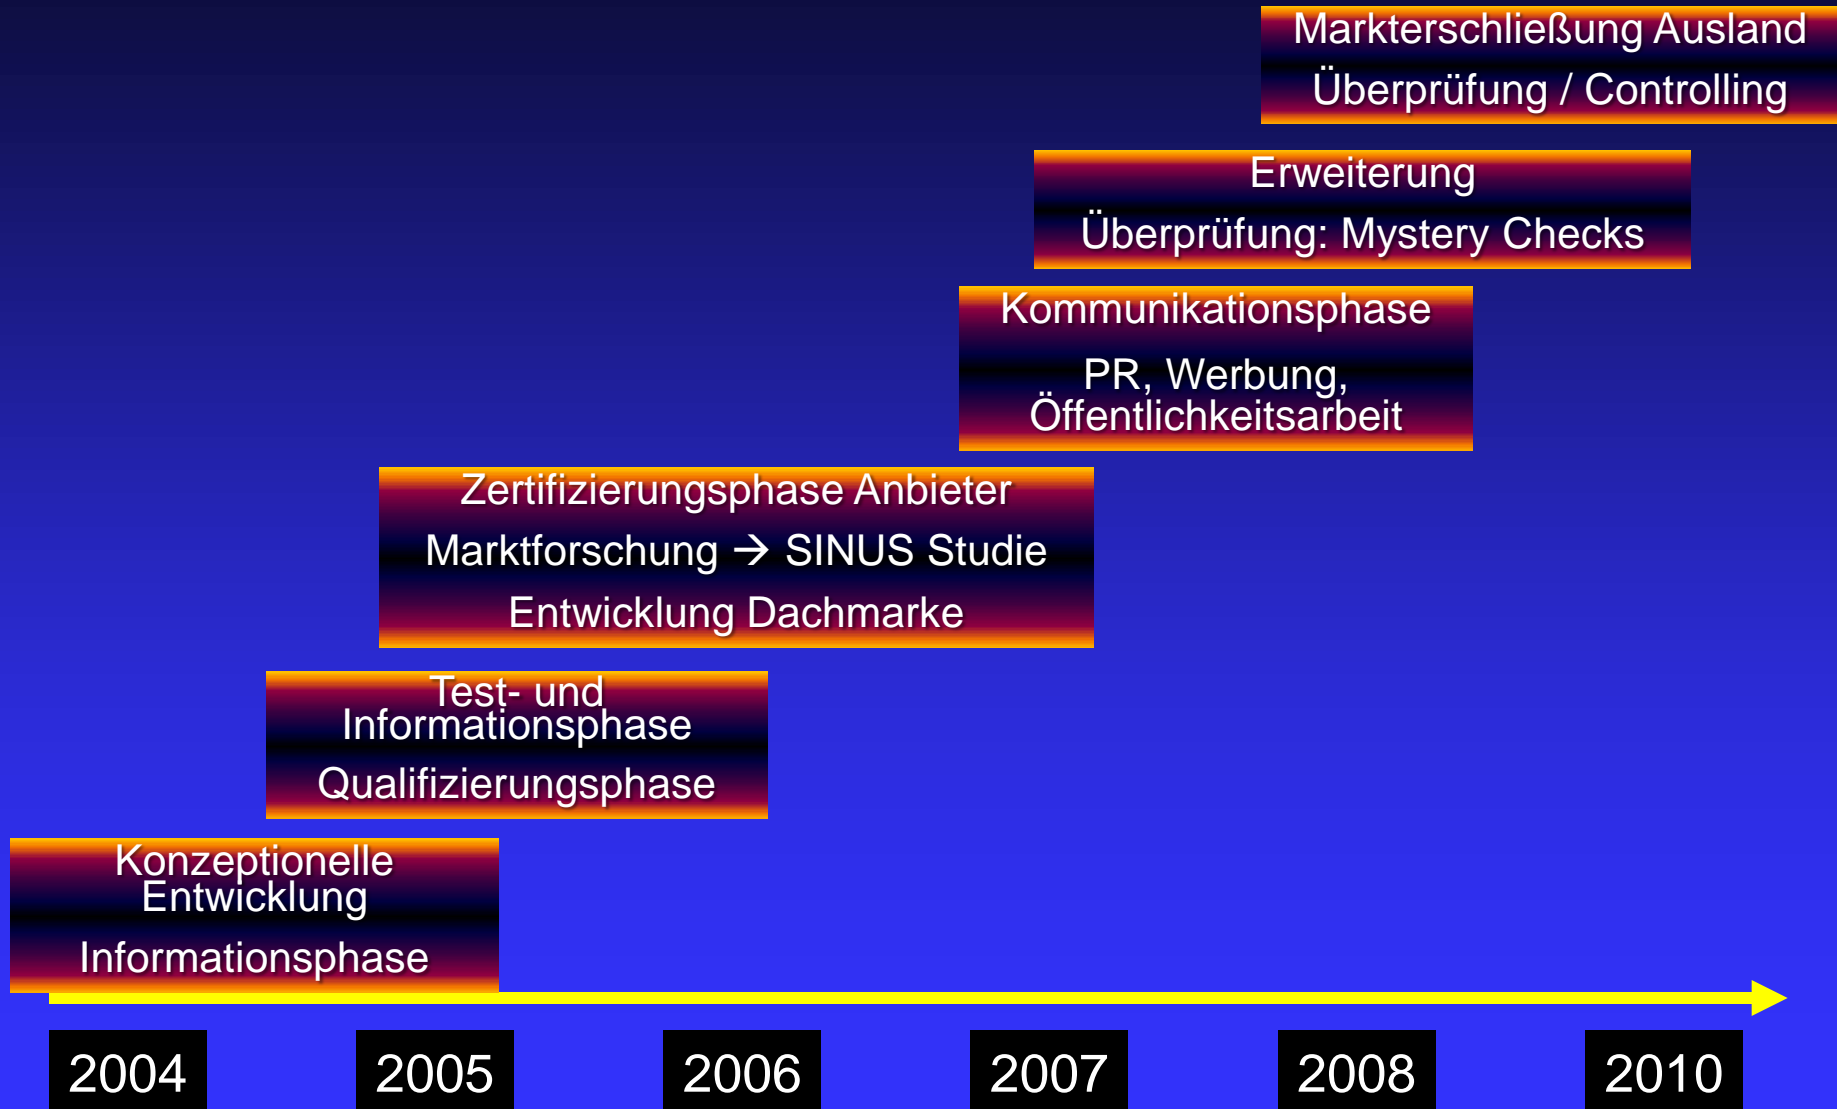 Markterschließung Ausland
Überprüfung / Controlling
Erweiterung
Überprüfung: Mystery Checks
Kommunikationsphase
PR, Werbung,
Öffentlichkeitsarbeit
Zertifizierungsphase Anbieter
Marktforschung → SINUS Studie
Entwicklung Dachmarke
Test- und
Informationsphase
Qualifizierungsphase
Konzeptionelle
Entwicklung
Informationsphase
2004 2005 2006 2007 2008 2010